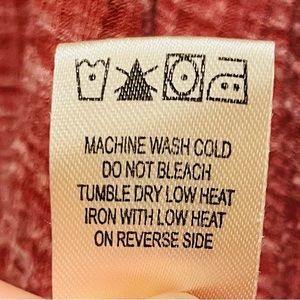 MACHINE WASH COLD
DO NOT BLEACH
TUMBLE DRY LOW HEAT
IRON WITH LOW HEAT
ON REVERSE SIDE